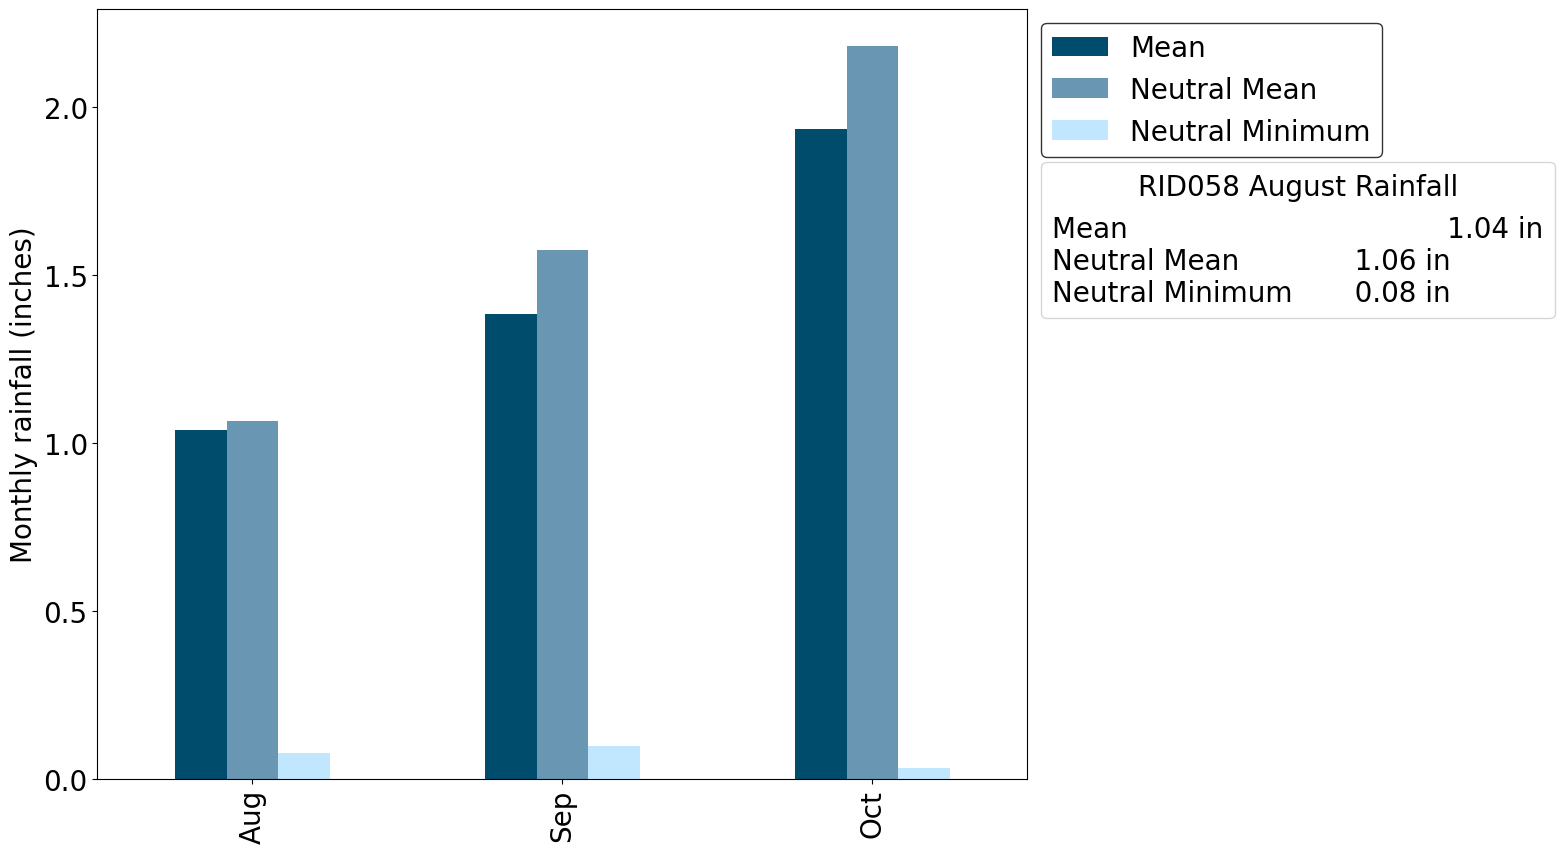 Monthly rainfall (inches)
2.0
1.5
1.0
0.5
0.0
Aug
Sep
Oct
Mean
Neutral Mean
Neutral Minimum
RID058 August Rainfall
Mean 1.04 in
Neutral Mean 1.06 in
Neutral Minimum 0.08 in